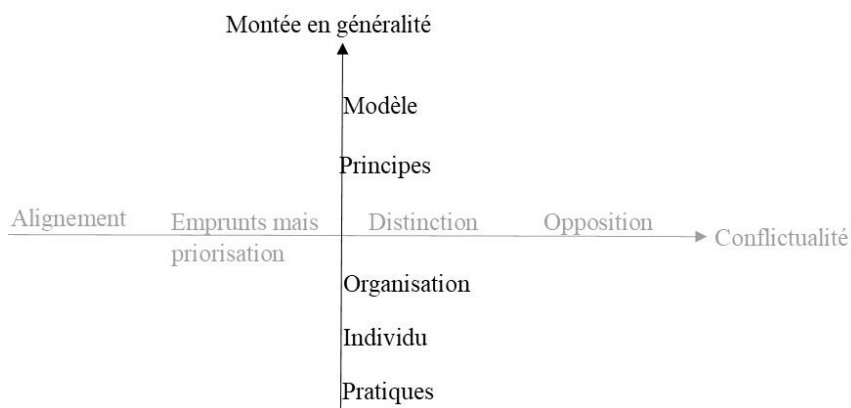 Montée en généralité
Modèle
Principes
Alignement
Emprunts mais
priorisation
Distinction
Opposition
Conflictualité
Organisation
Individu
Pratiques